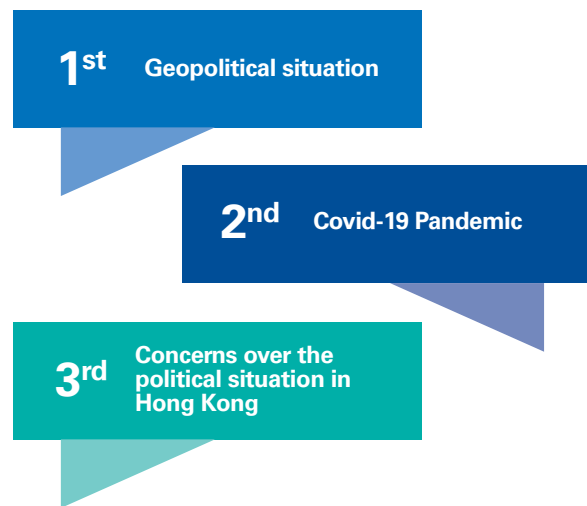 1st Geopolitical situation
2nd Covid-19 Pandemic
3rd Concerns over the
political situation in
Hong Kong